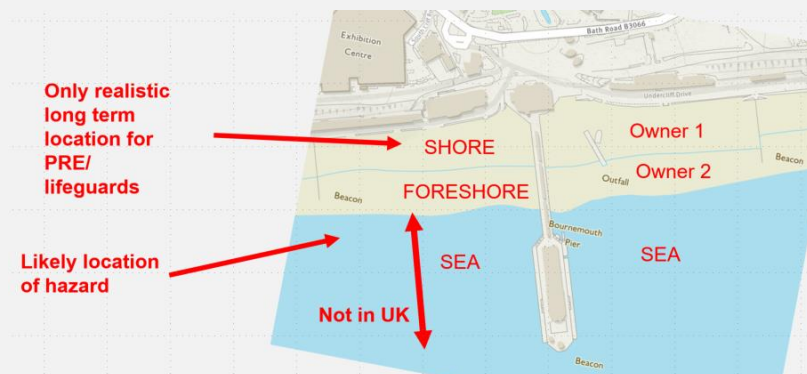 Exhibition
Centre
Bath Road B3066
Undercliff Drive
Only realistic
long term
location for
PRE/
lifeguards
SHORE
Owner 1
Owner 2
Outfall
Beacon
Beacon
FORESHORE
Bournemouth
Pier
Likely location
of hazard
SEA
SEA
Not in UK
Beacon